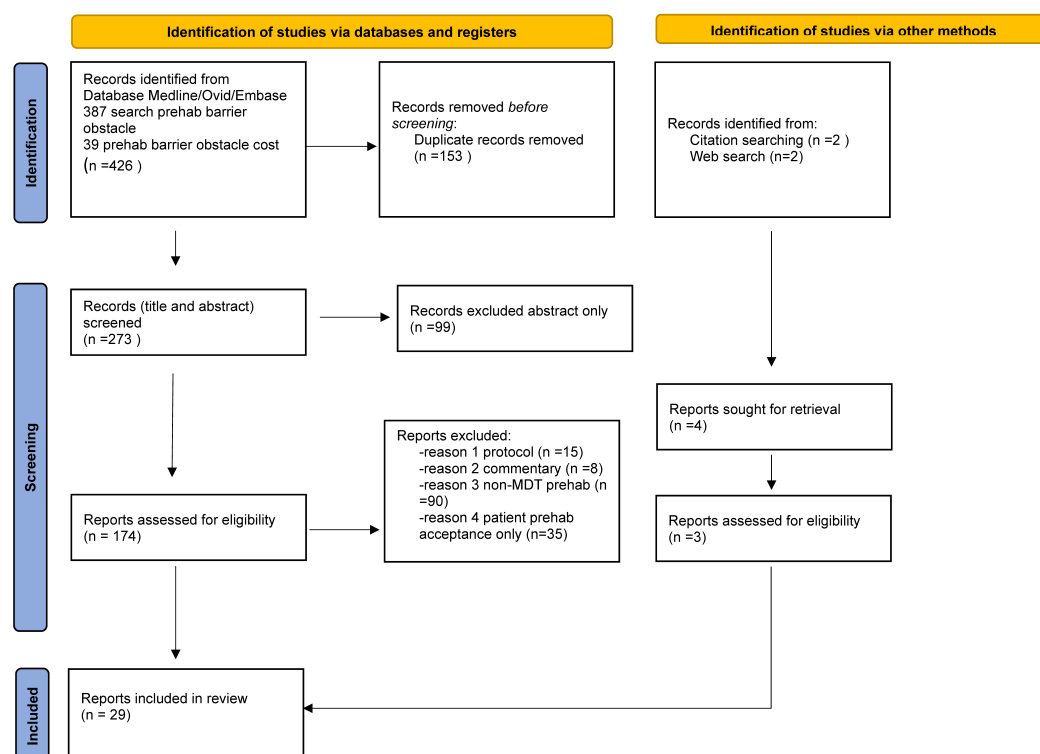 Identification of studies via databases and registers
Identification of studies via other methods
Identification
Records identified from
Database Medline/Ovid/Embase
387 search prehab barrier
obstacle
39 prehab barrier obstacle cost
(n =426 )
Records removed before
screening:
Duplicate records removed
(n =153 )
Records identified from:
Citation searching (n =2 )
Web search (n=2)
Screening
Records (title and abstract)
screened
(n =273 )
Records excluded abstract only
(n =99)
Reports sought for retrieval
(n =4)
Reports assessed for eligibility
(n = 174)
Reports excluded:
-reason 1 protocol (n =15)
-reason 2 commentary (n =8)
-reason 3 non-MDT prehab (n
=90)
-reason 4 patient prehab
acceptance only (n=35)
Reports assessed for eligibility
(n =3)
Included
Reports included in review
(n = 29)